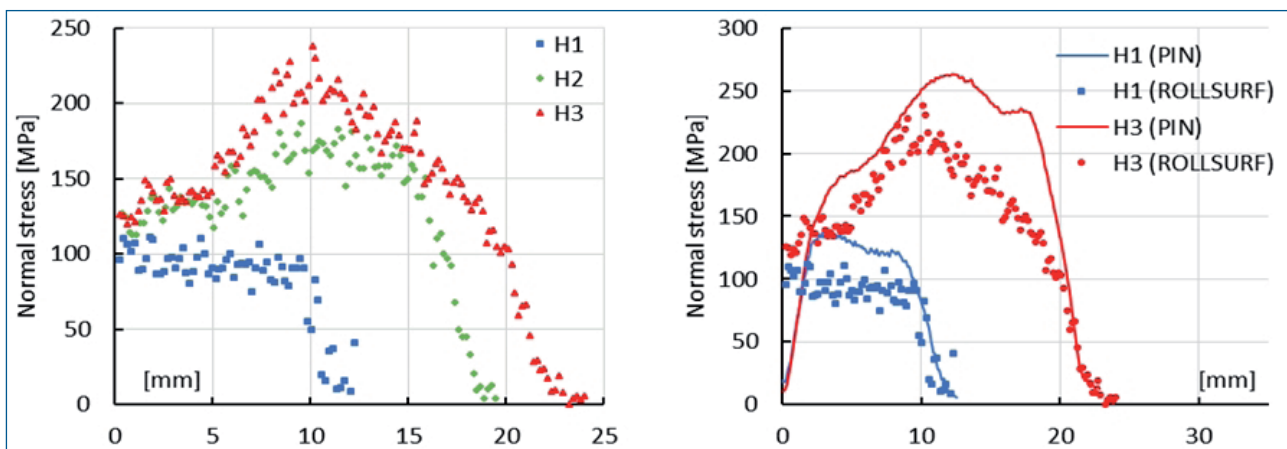 250
200
150
100
50
0
Normal stress [MPa]
H1
H2
H3
[mm]
0 5 10 15 20 25
300
250
200
150
100
50
0
Normal stress [MPa]
H1 (PIN)
H1 (ROLLSURF)
H3 (PIN)
H3 (ROLLSURF)
[mm]
0 10 20 30